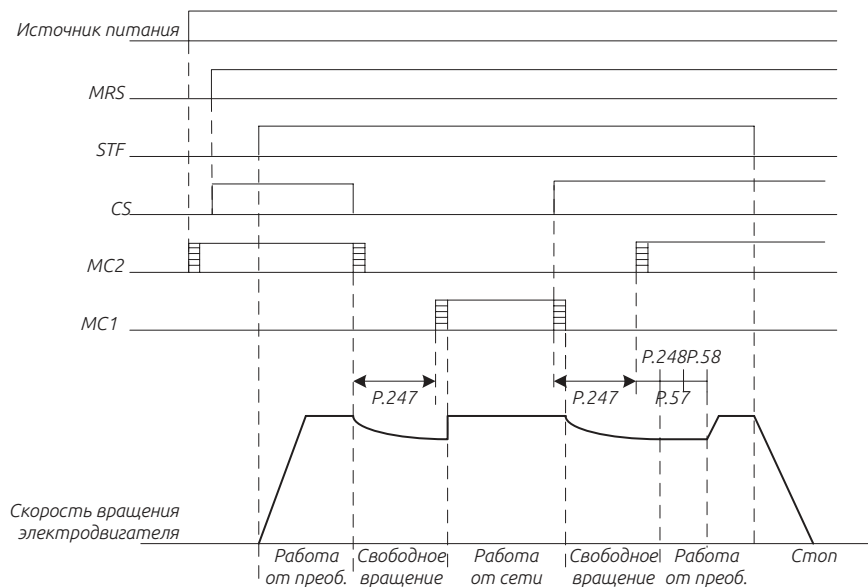 Источник питания
MRS
STF
CS
MC2
MC1
P.248 P.58
P.247
P.247
P.57
Скорость вращения
электродвигателя
Работа
от преоб.
Свободное
вращение
Работа
от сети
Свободное
вращение
Работа
от преоб.
Стоп